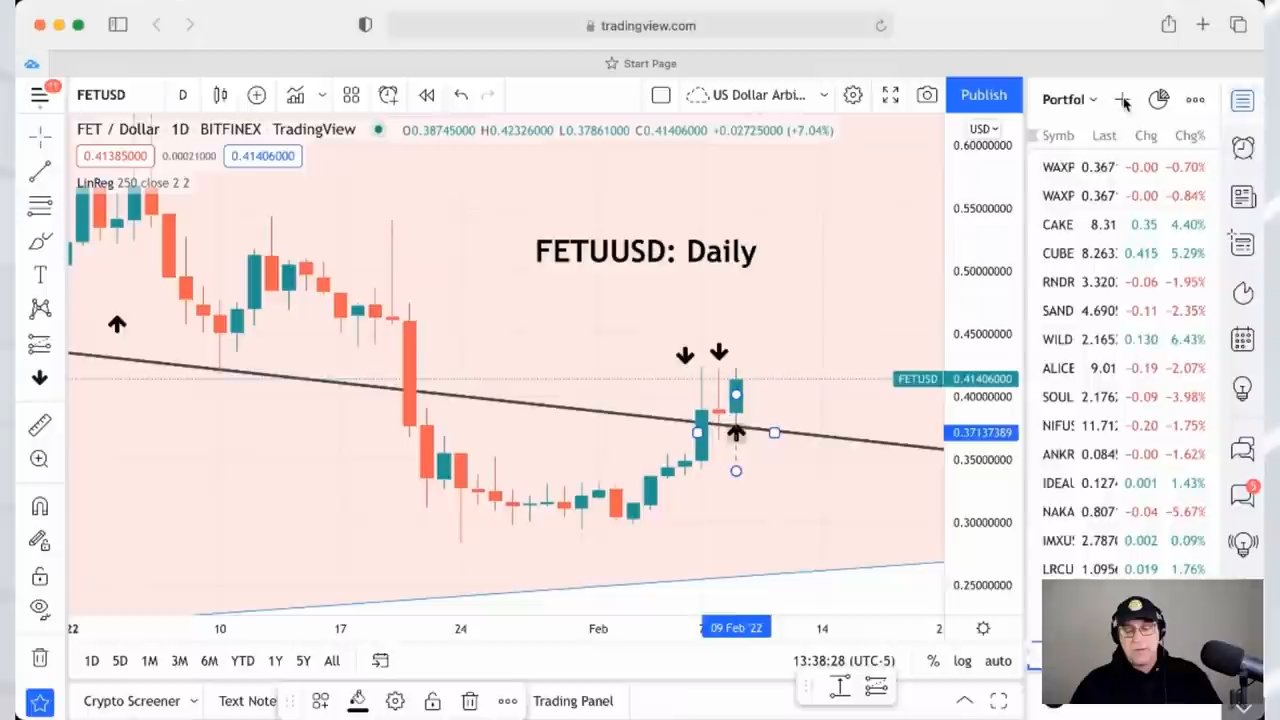 tradingview.com
Start Page
11
FETUSD
D
US Dollar Arbi...
Publish
Portfol
FET / Dollar 1D BITFINEX TradingView
O0.38745000 H0.42326000 L0.37861000 C0.41406000 +0.02725000 (+7.04%)
USD
0.41385000
0.00021000
0.41406000
LinReg 250 close 2 2
FETUUSD: Daily
0.60000000
0.55000000
0.50000000
0.45000000
FETUSD 0.41406000
0.40000000
0.37137389
0.35000000
0.30000000
0.25000000
Symb Last Chg Chg%
WAXP 0.367 −0.00 −0.70%
WAXP 0.367 −0.00 −0.84%
CAKE 8.31 0.35 4.40%
CUBE 8.263 0.415 5.29%
RNDR 3.320 −0.06 −1.95%
SAND 4.690 −0.11 −2.35%
WILD 2.165 0.130 6.43%
ALICE 9.01 −0.19 −2.07%
SOUL 2.176 −0.09 −3.98%
NIFU 11.71 −0.20 −1.75%
ANKR 0.084 −0.00 −1.62%
IDEAL 0.127 0.001 1.43%
NAKA 0.807 −0.04 −5.67%
IMXU 2.787 0.002 0.09%
LRCU 1.095 0.019 1.76%
5
22 10 17 24 Feb 09 Feb '22 14 2
1D 5D 1M 3M 6M YTD 1Y 5Y All
13:38:28 (UTC-5)
% log auto
Crypto Screener
Text Note
Trading Panel